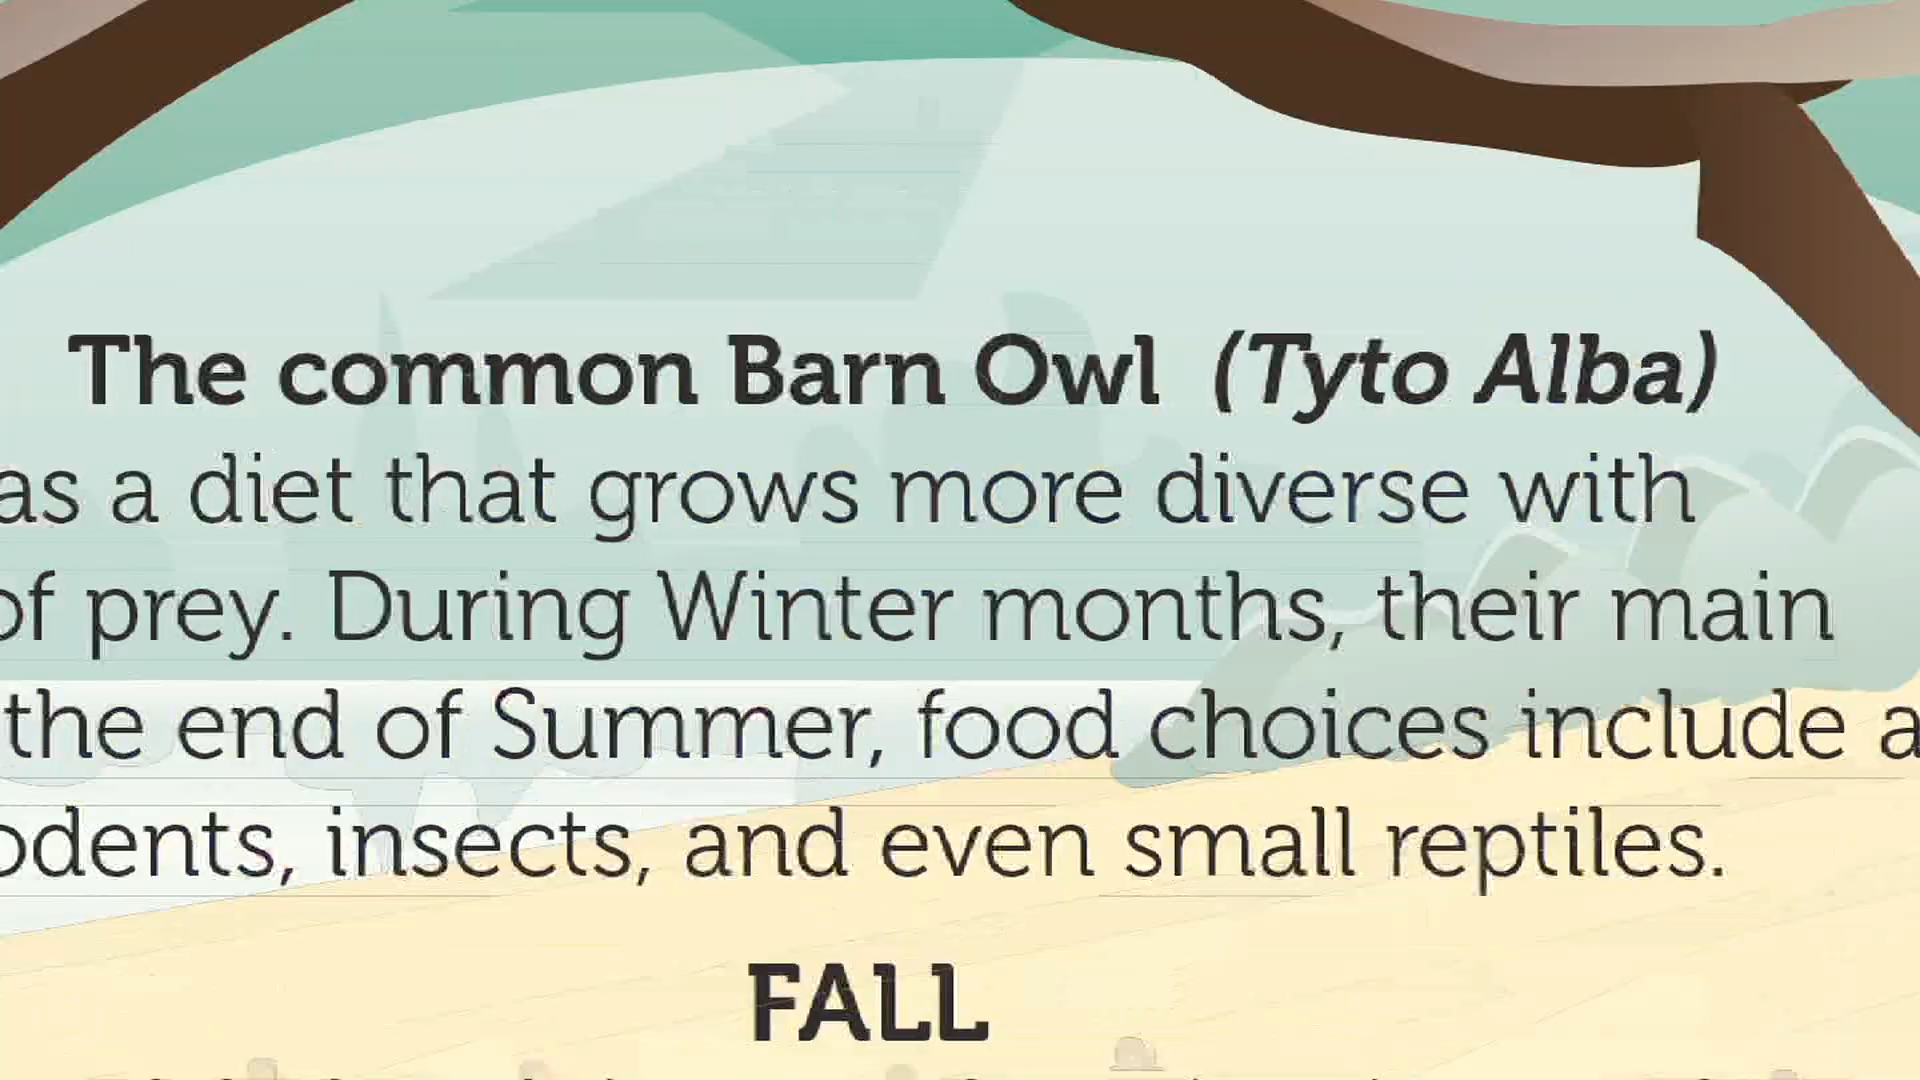 The common Barn Owl (Tyto Alba)
as a diet that grows more diverse with
of prey. During Winter months, their main
the end of Summer, food choices include a
odents, insects, and even small reptiles.
FALL